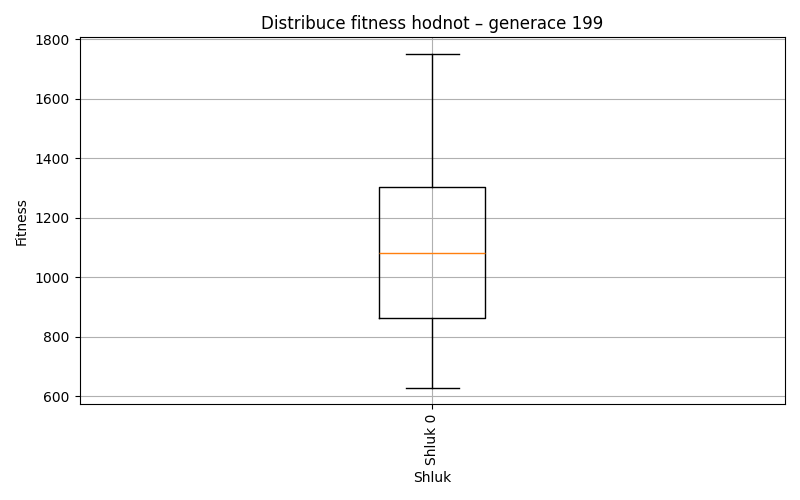 Distribuce fitness hodnot – generace 199
1800
1600
1400
1200
1000
800
600
Fitness
Shluk 0
Shluk